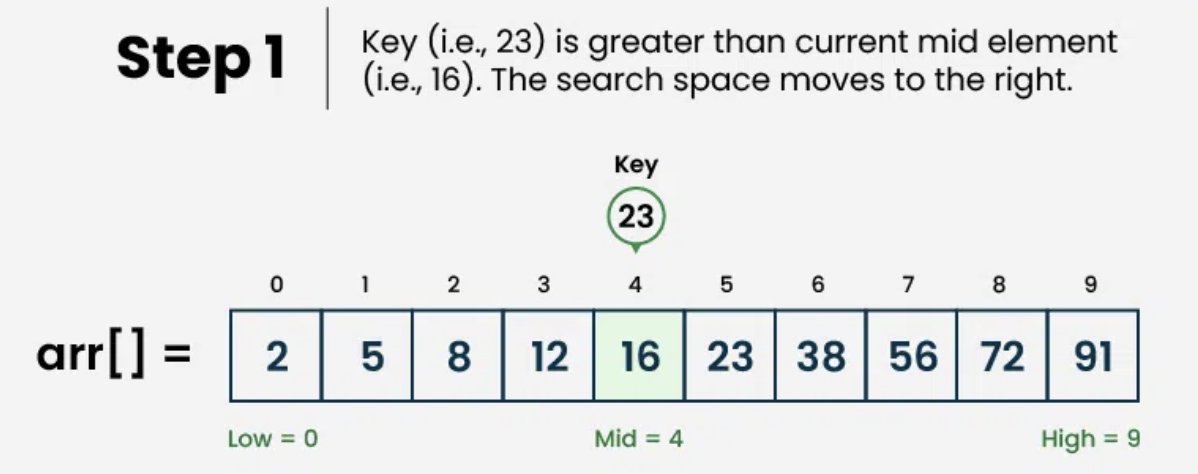 Step 1
Key (i.e., 23) is greater than current mid element
(i.e., 16). The search space moves to the right.
Key
23
0 1 2 3 4 5 6 7 8 9
arr[] = 2 5 8 12 16 23 38 56 72 91
Low = 0 Mid = 4 High = 9